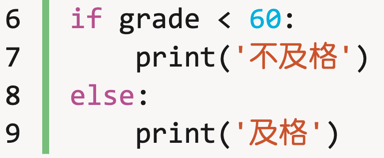 6 if grade < 60:
7     print('不及格')
8 else:
9     print('及格')